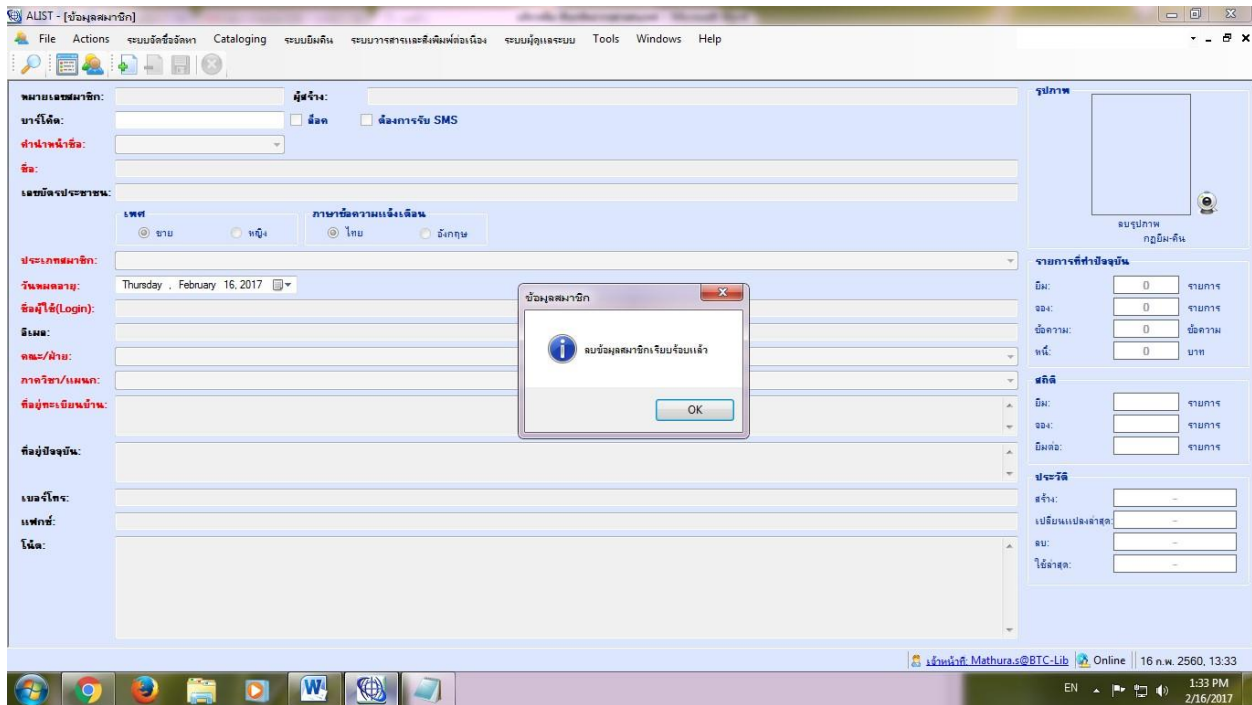 ALIST - [ข้อมูลสมาชิก]
File Actions ระบบจัดซื้อจัดหา Cataloging ระบบยืมคืน ระบบวารสารและสิ่งพิมพ์ต่อเนื่อง ระบบผู้ดูแลระบบ Tools Windows Help
หมายเลขสมาชิก: ผู้สร้าง:
บาร์โค้ด: ล็อค ต้องการรับ SMS
คำนำหน้าชื่อ:
ชื่อ:
เลขบัตรประชาชน:
เพศ ภาษาข้อความแจ้งเตือน
ชาย หญิง ไทย อังกฤษ
ประเภทสมาชิก:
วันหมดอายุ: Thursday , February 16, 2017
ชื่อผู้ใช้(Login):
อีเมล:
คณะ/ฝ่าย:
ภาควิชา/แผนก:
ที่อยู่ทะเบียนบ้าน:
ที่อยู่ปัจจุบัน:
เบอร์โทร:
แฟกซ์:
โน้ต:
ข้อมูลสมาชิก
ลบข้อมูลสมาชิกเรียบร้อยแล้ว
OK
รูปภาพ
ลบรูปภาพ
กฎยืม-คืน
รายการที่ทำปัจจุบัน
ยืม: 0 รายการ
จอง: 0 รายการ
ข้อความ: 0 ข้อความ
หนี้: 0 บาท
สถิติ
ยืม: รายการ
จอง: รายการ
ยืมต่อ: รายการ
ประวัติ
สร้าง: -
เปลี่ยนแปลงล่าสุด: -
ลบ: -
ใช้ล่าสุด: -
เจ้าหน้าที่: Mathura.s@BTC-Lib Online 16 ก.พ. 2560, 13:33
EN 1:33 PM
2/16/2017